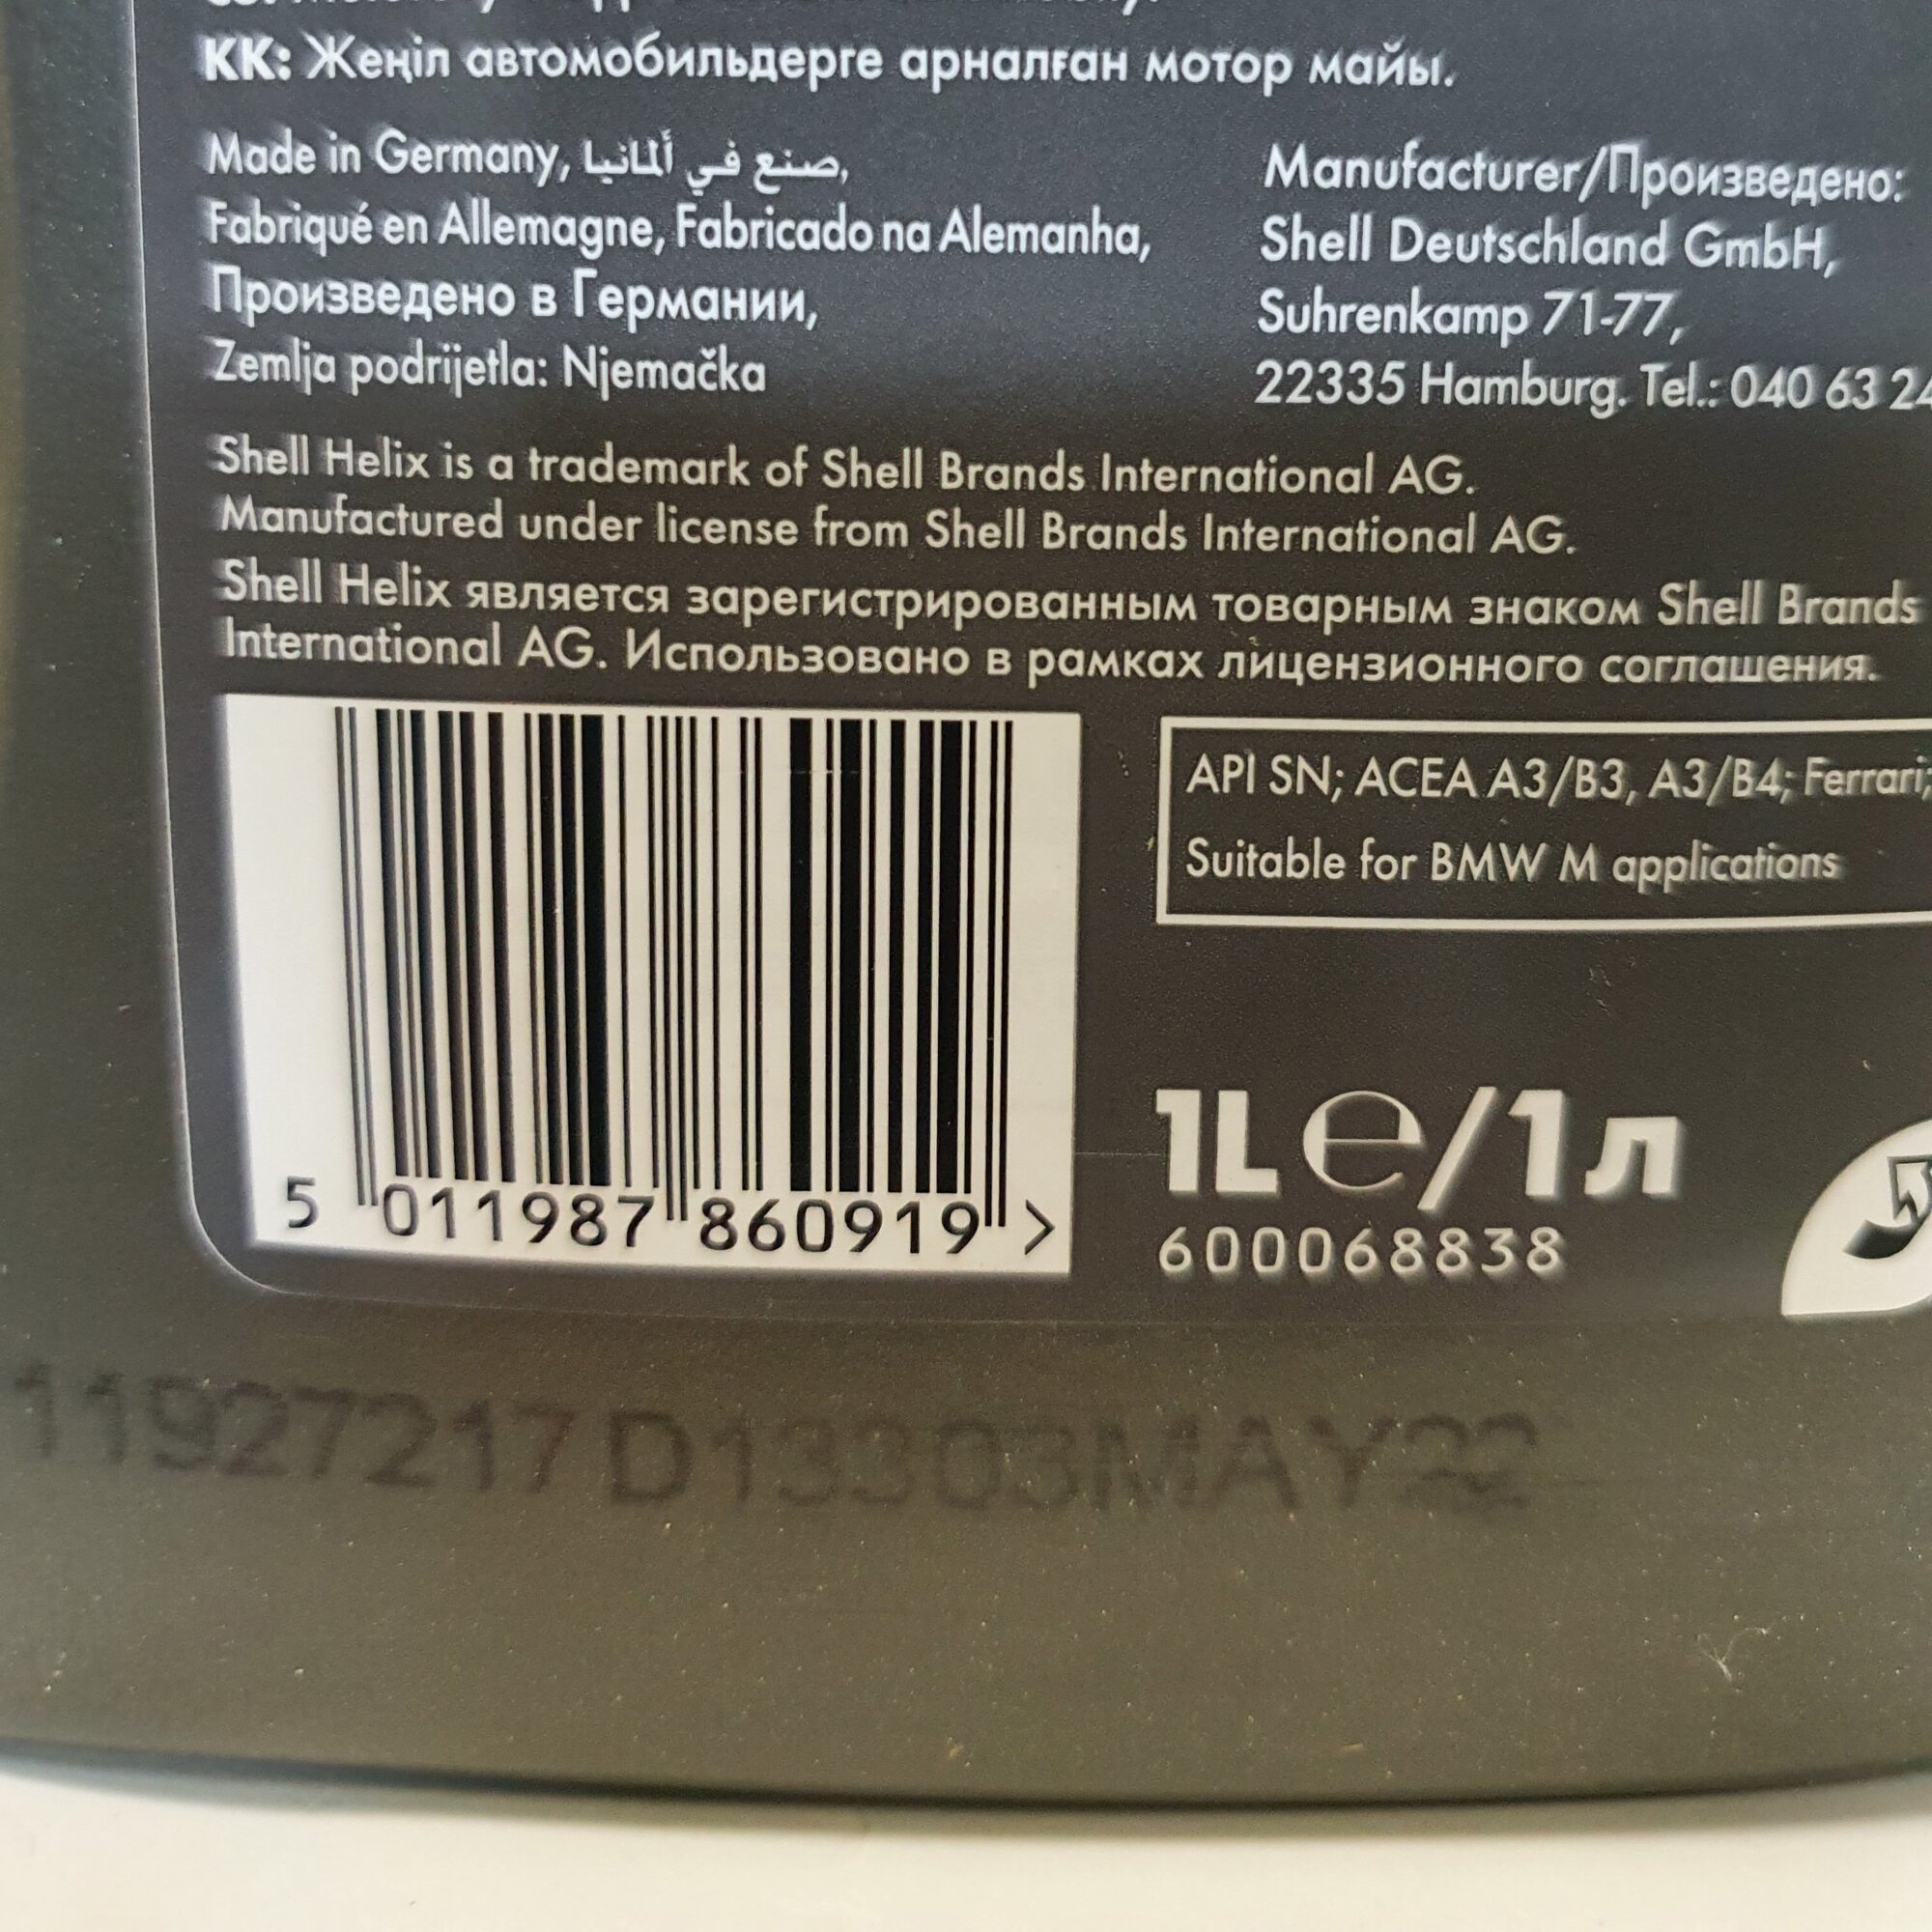 КК: Жеңіл автомобильдерге арналған мотор майы.
Made in Germany, صنع في ألمانيا,
Fabriqué en Allemagne, Fabricado na Alemanha,
Произведено в Германии,
Zemlja podrijetla: Njemačka
Manufacturer/Произведено:
Shell Deutschland GmbH,
Suhrenkamp 71-77,
22335 Hamburg. Tel.: 040 63 24
Shell Helix is a trademark of Shell Brands International AG.
Manufactured under license from Shell Brands International AG.
Shell Helix является зарегистрированным товарным знаком Shell Brands
International AG. Использовано в рамках лицензионного соглашения.
API SN; ACEA A3/B3, A3/B4; Ferrari;
Suitable for BMW M applications
5 011987 860919 >
1L e/1л
600068838
11927217 D13303MAY22